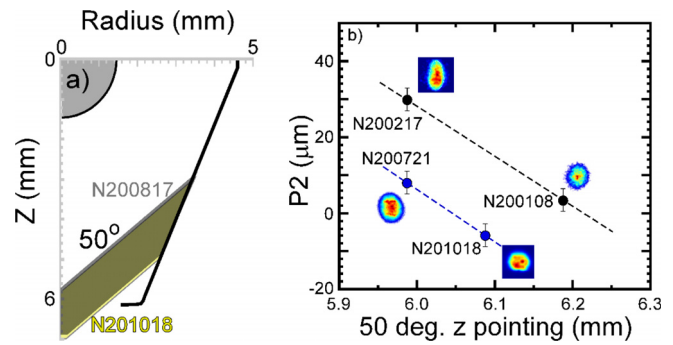 Radius (mm)
0 5
0
a)
Z (mm)
N200817
50°
6
N201018
b)
P2 (μm)
40
20
0
-20
N200217
N200721
N200108
N201018
5.9 6.0 6.1 6.2 6.3
50 deg. z pointing (mm)